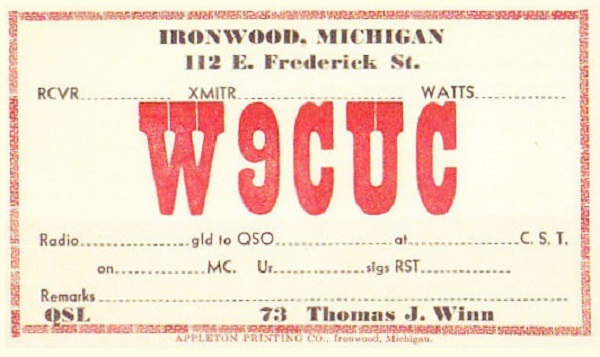 IRONWOOD, MICHIGAN
112 E. Frederick St.
RCVR.............. XMITR.................... WATTS..............
W9CUC
Radio.................gld to QSO...................at.................C. S. T.
on..............MC. Ur..............sigs RST..............
Remarks
QSL 73 Thomas J. Winn
APPLETON PRINTING CO., Ironwood, Michigan.